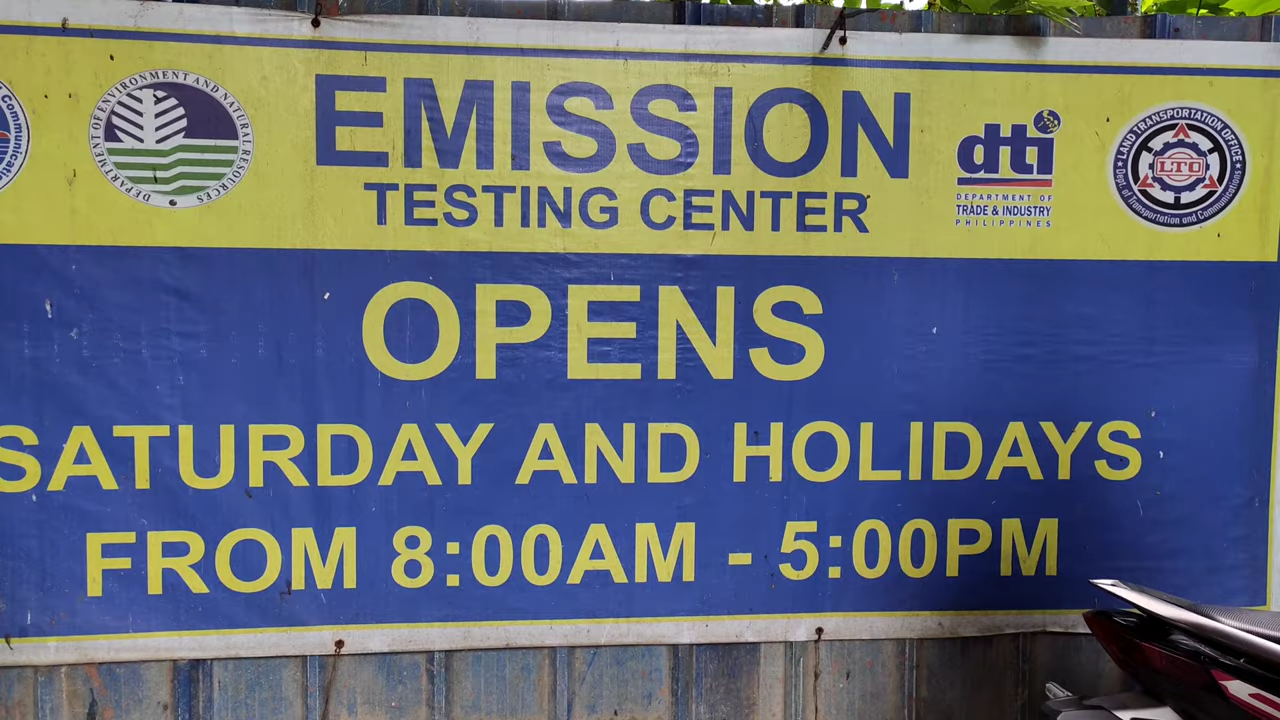 EMISSION
TESTING CENTER
DEPARTMENT OF ENVIRONMENT AND NATURAL RESOURCES
dti
DEPARTMENT OF
TRADE & INDUSTRY
PHILIPPINES
LAND TRANSPORTATION OFFICE
LTO
Dept. of Transportation and Communications
OPENS
SATURDAY AND HOLIDAYS
FROM 8:00AM - 5:00PM